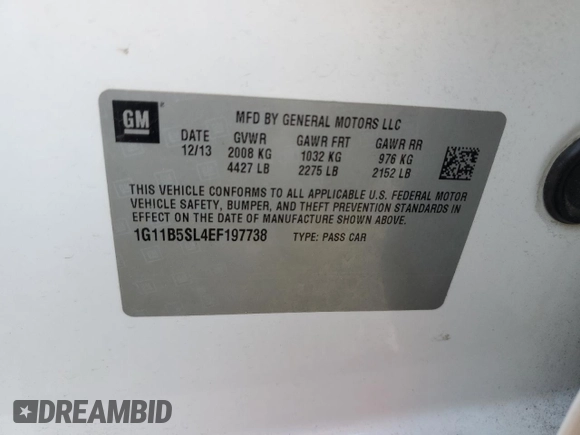 GM
MFD BY GENERAL MOTORS LLC
DATE GVWR GAWR FRT GAWR RR
12/13 2008 KG 1032 KG 976 KG
4427 LB 2275 LB 2152 LB
THIS VEHICLE CONFORMS TO ALL APPLICABLE U.S. FEDERAL MOTOR
VEHICLE SAFETY, BUMPER, AND THEFT PREVENTION STANDARDS IN
EFFECT ON THE DATE OF MANUFACTURE SHOWN ABOVE.
1G11B5SL4EF197738 TYPE: PASS CAR
DREAMBID